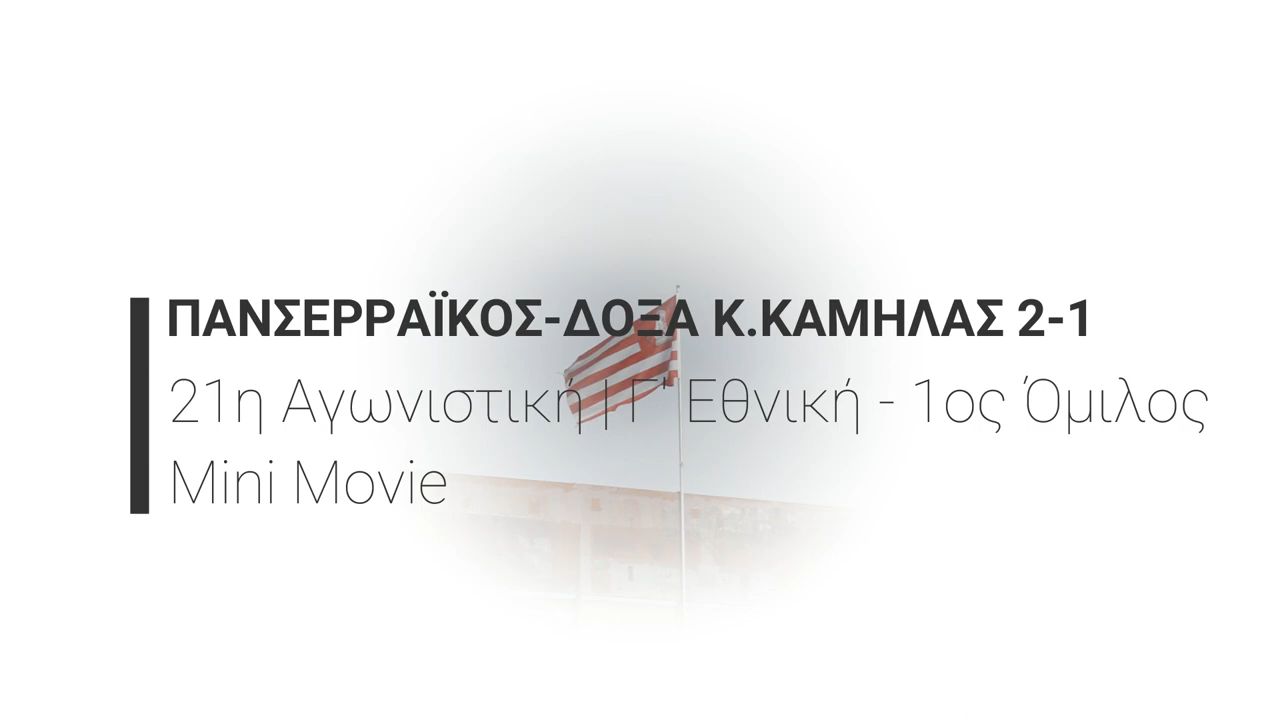 ΠΑΝΣΕΡΡΑΪΚΟΣ-ΔΟΞΑ Κ.ΚΑΜΗΛΑΣ 2-1
21η Αγωνιστική | Γ' Εθνική - 1ος Όμιλος
Mini Movie